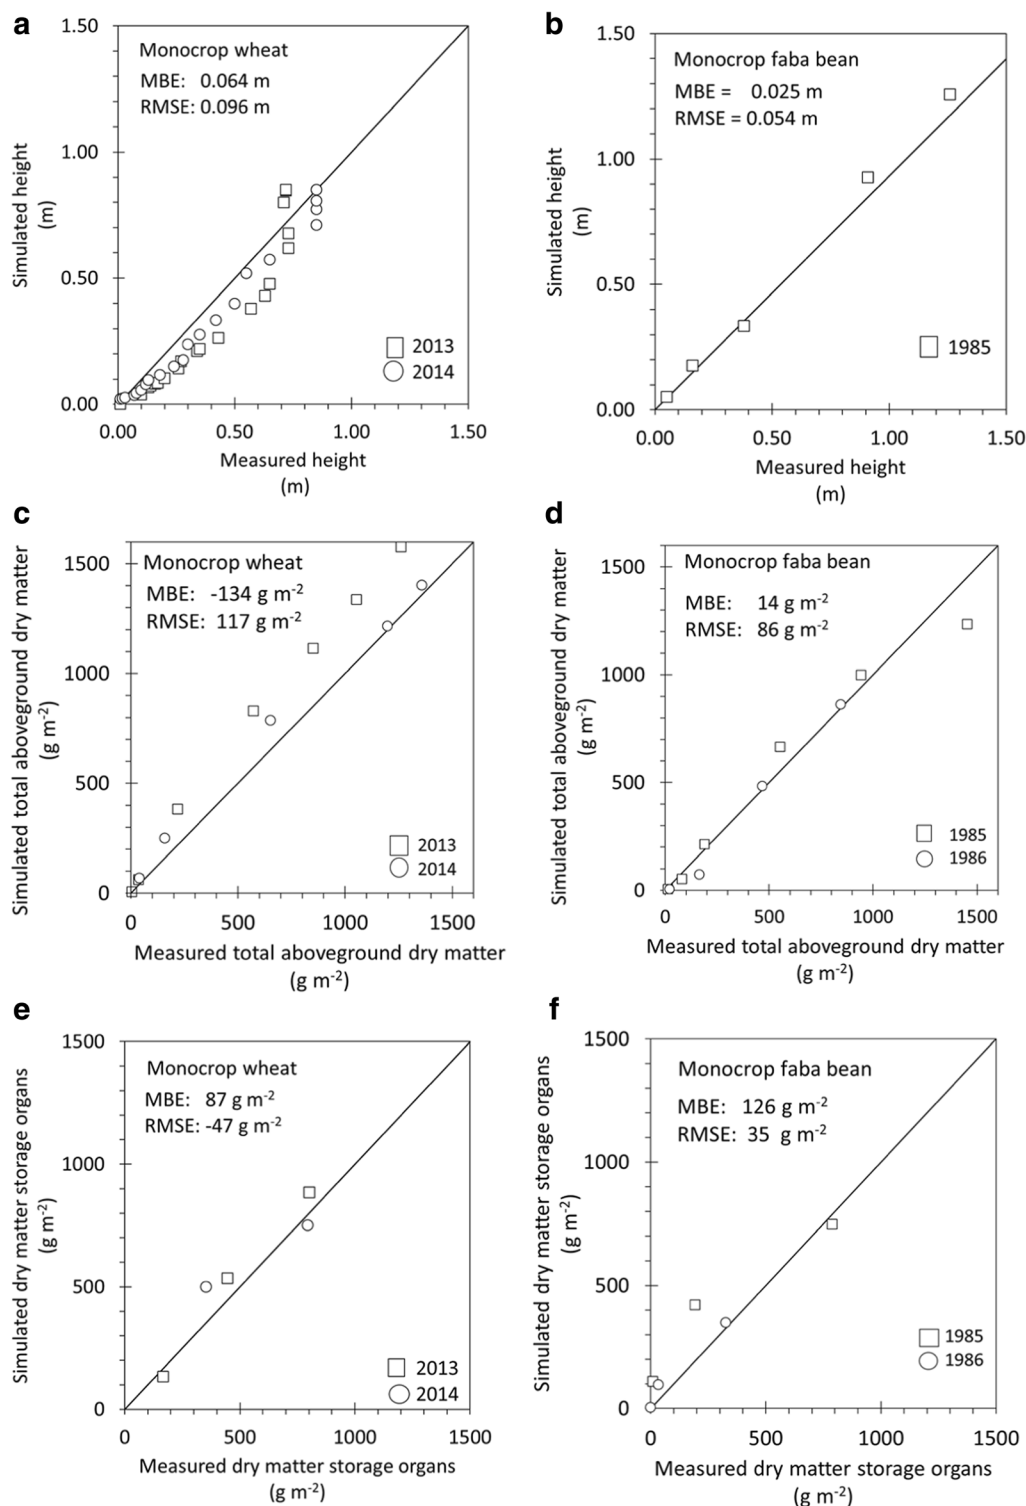 a
1.50
1.00
0.50
0.00
Simulated height
(m)
Monocrop wheat
MBE: 0.064 m
RMSE: 0.096 m
2013
2014
0.00 0.50 1.00 1.50
Measured height
(m)
b
1.50
1.00
0.50
0.00
Simulated height
(m)
Monocrop faba bean
MBE = 0.025 m
RMSE = 0.054 m
1985
0.00 0.50 1.00 1.50
Measured height
(m)
c
1500
1000
500
0
Simulated total aboveground dry matter
(g m-2)
Monocrop wheat
MBE: -134 g m-2
RMSE: 117 g m-2
2013
2014
0 500 1000 1500
Measured total aboveground dry matter
(g m-2)
d
1500
1000
500
0
Simulated total aboveground dry matter
(g m-2)
Monocrop faba bean
MBE: 14 g m-2
RMSE: 86 g m-2
1985
1986
0 500 1000 1500
Measured total aboveground dry matter
(g m-2)
e
1500
1000
500
0
Simulated dry matter storage organs
(g m-2)
Monocrop wheat
MBE: 87 g m-2
RMSE: -47 g m-2
2013
2014
0 500 1000 1500
Measured dry matter storage organs
(g m-2)
f
1500
1000
500
0
Simulated dry matter storage organs
(g m-2)
Monocrop faba bean
MBE: 126 g m-2
RMSE: 35 g m-2
1985
1986
0 500 1000 1500
Measured dry matter storage organs
(g m-2)